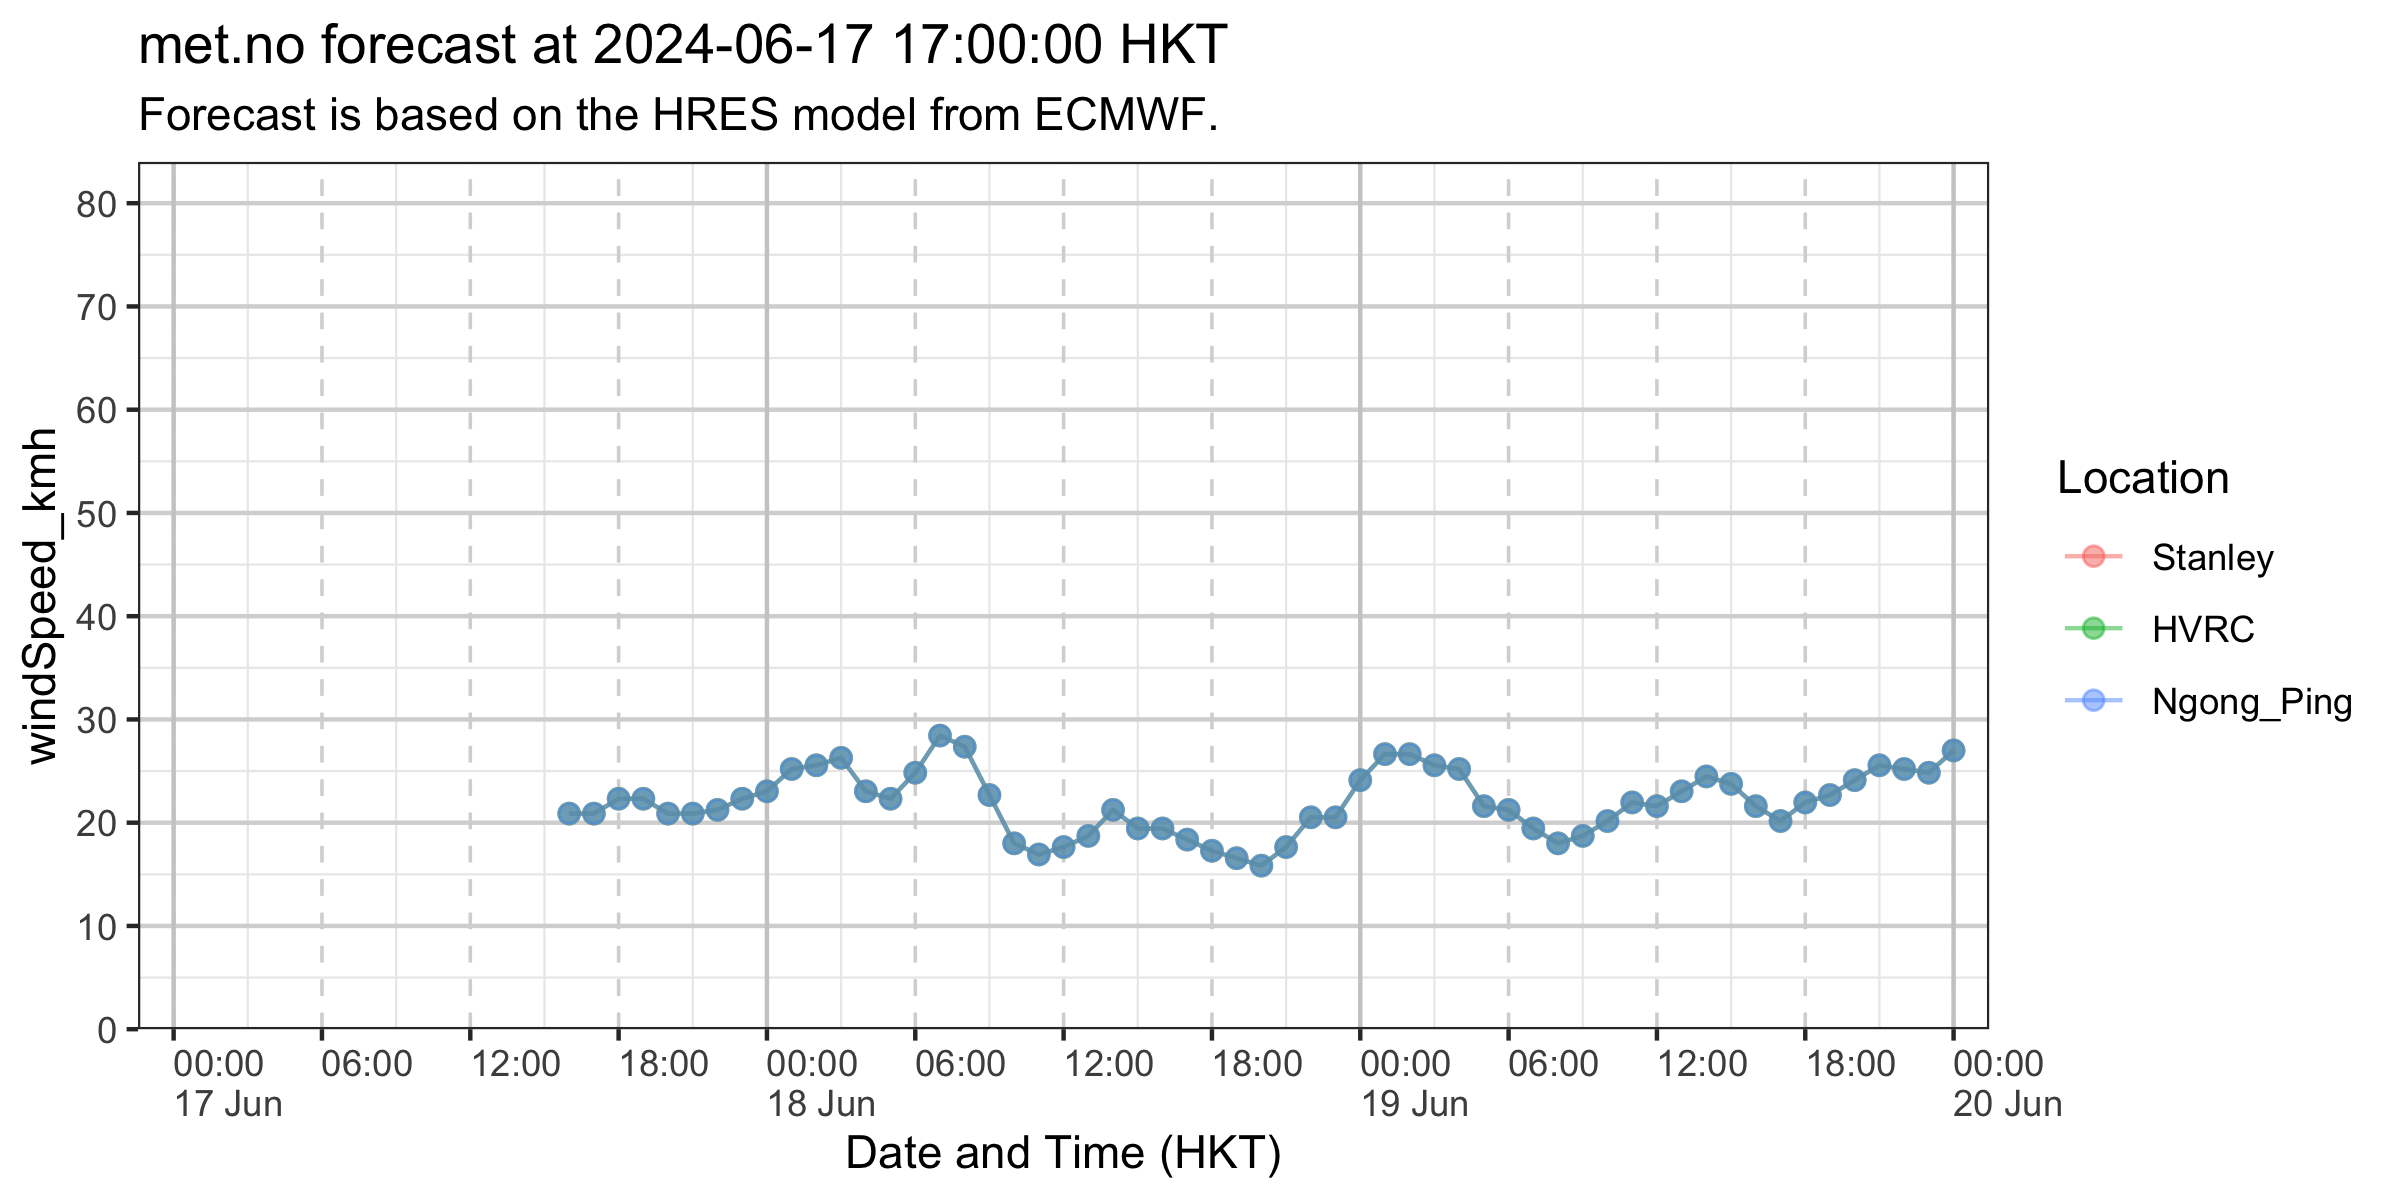 met.no forecast at 2024-06-17 17:00:00 HKT
Forecast is based on the HRES model from ECMWF.
windSpeed_kmh
80
70
60
50
40
30
20
10
0
00:00 06:00 12:00 18:00 00:00 06:00 12:00 18:00 00:00 06:00 12:00 18:00 00:00
17 Jun 18 Jun 19 Jun 20 Jun
Date and Time (HKT)
Location
Stanley
HVRC
Ngong_Ping